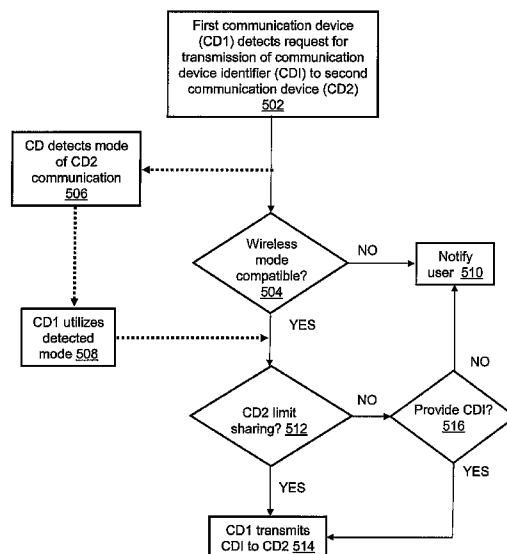 First communication device
(CD1) detects request for
transmission of communication
device identifier (CDI) to second
communication device (CD2)
502
CD detects mode
of CD2
communication
506
Wireless
mode
compatible?
504
NO
Notify
user 510
CD1 utilizes
detected
mode 508
YES
NO
CD2 limit
sharing? 512
NO
Provide CDI?
516
YES
YES
CD1 transmits
CDI to CD2 514